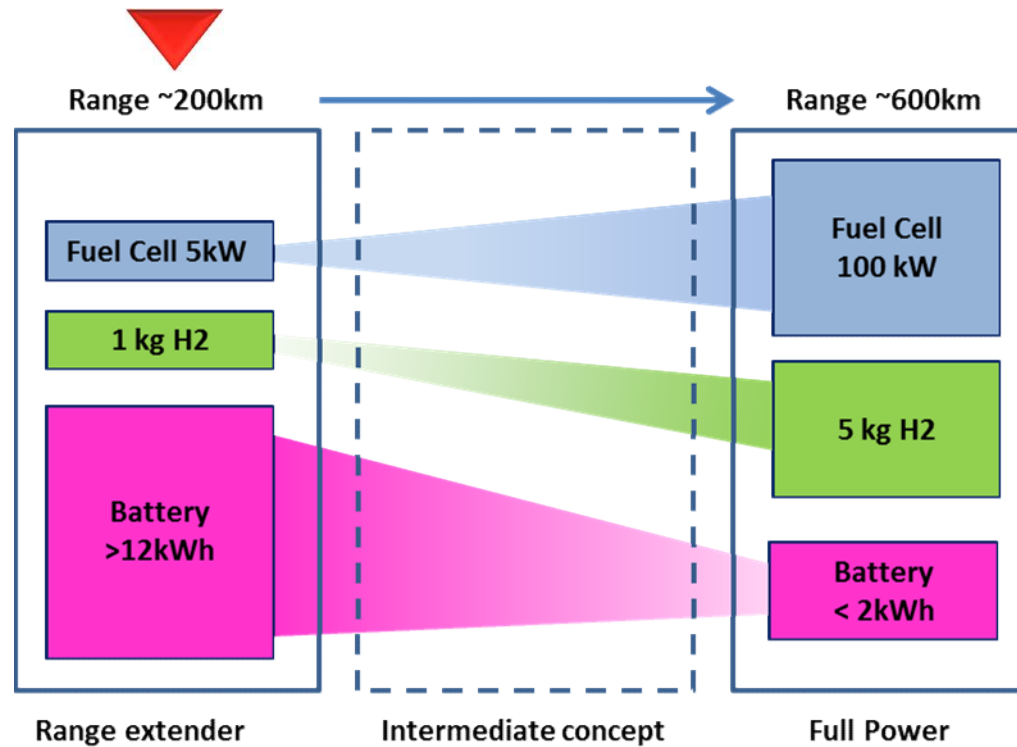 Range ~200km
Range ~600km
Fuel Cell 5kW
1 kg H2
Battery
>12kWh
Fuel Cell
100 kW
5 kg H2
Battery
< 2kWh
Range extender
Intermediate concept
Full Power